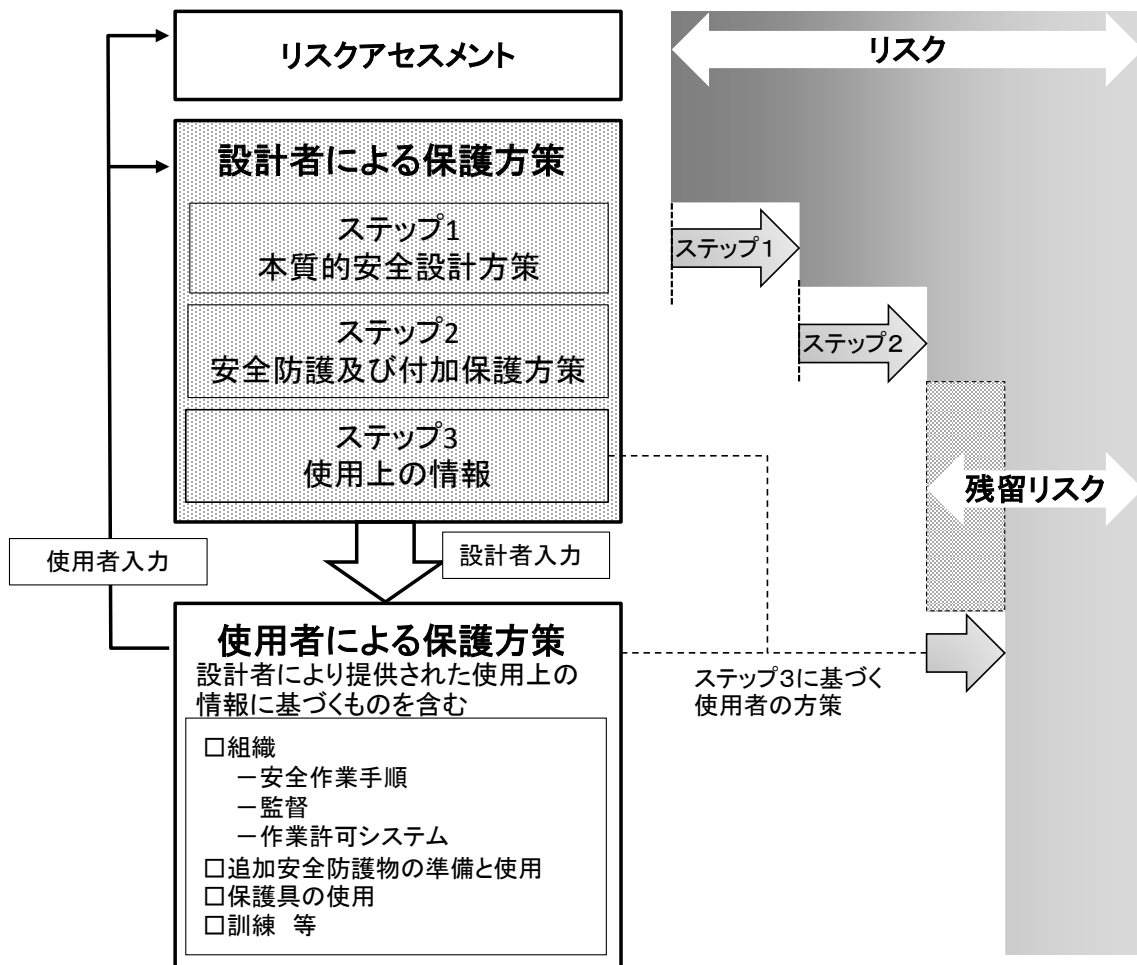 リスクアセスメント
設計者による保護方策
ステップ1
本質的安全設計方策
ステップ2
安全防護及び付加保護方策
ステップ3
使用上の情報
使用者入力
設計者入力
使用者による保護方策
設計者により提供された使用上の
情報に基づくものを含む
□組織
－安全作業手順
－監督
－作業許可システム
□追加安全防護物の準備と使用
□保護具の使用
□訓練 等
リスク
ステップ1
ステップ2
残留リスク
ステップ3に基づく
使用者の方策